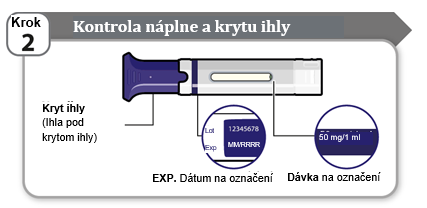 Krok
2
Kontrola náplne a krytu ihly
Kryt ihly
(Ihla pod
krytom ihly)
Lot
12345678
Exp
MM/RRRR
50 mg/1 ml
EXP. Dátum na označení
Dávka na označení